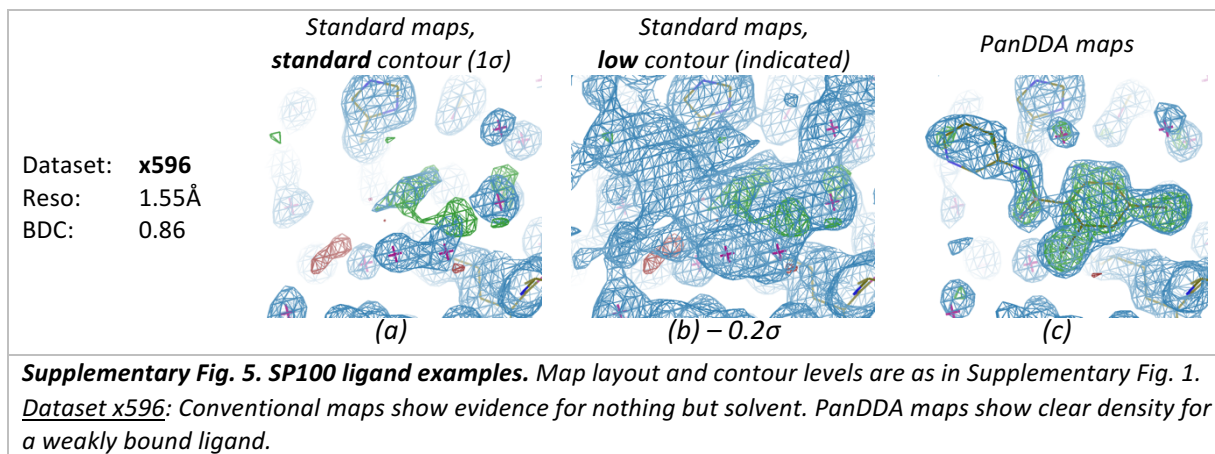 Standard maps,
standard contour (1σ)
Standard maps,
low contour (indicated)
PanDDA maps
Dataset: x596
Reso: 1.55Å
BDC: 0.86
(a)
(b) – 0.2σ
(c)
Supplementary Fig. 5. SP100 ligand examples. Map layout and contour levels are as in Supplementary Fig. 1.
Dataset x596: Conventional maps show evidence for nothing but solvent. PanDDA maps show clear density for
a weakly bound ligand.